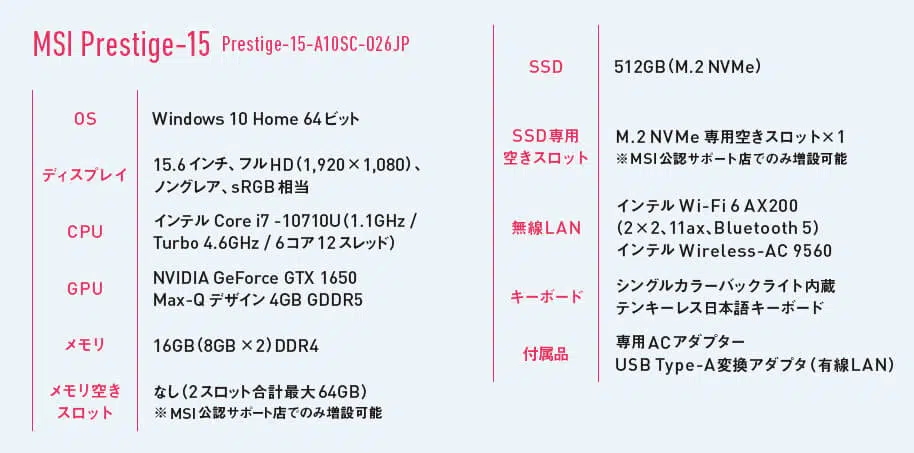 MSI Prestige-15 Prestige-15-A10SC-026JP
OS
Windows 10 Home 64ビット
ディスプレイ
15.6インチ、フルHD(1,920×1,080)、
ノングレア、sRGB相当
CPU
インテル Core i7 -10710U(1.1GHz /
Turbo 4.6GHz / 6コア12スレッド)
GPU
NVIDIA GeForce GTX 1650
Max-Q デザイン 4GB GDDR5
メモリ
16GB(8GB ×2)DDR4
メモリ空き
スロット
なし(2スロット合計最大64GB)
※MSI公認サポート店でのみ増設可能
SSD
512GB(M.2 NVMe)
SSD専用
空きスロット
M.2 NVMe 専用空きスロット×1
※MSI公認サポート店でのみ増設可能
無線LAN
インテル Wi-Fi 6 AX200
(2×2、11ax、Bluetooth 5)
インテル Wireless-AC 9560
キーボード
シングルカラーバックライト内蔵
テンキーレス日本語キーボード
付属品
専用ACアダプター
USB Type-A変換アダプタ(有線LAN)